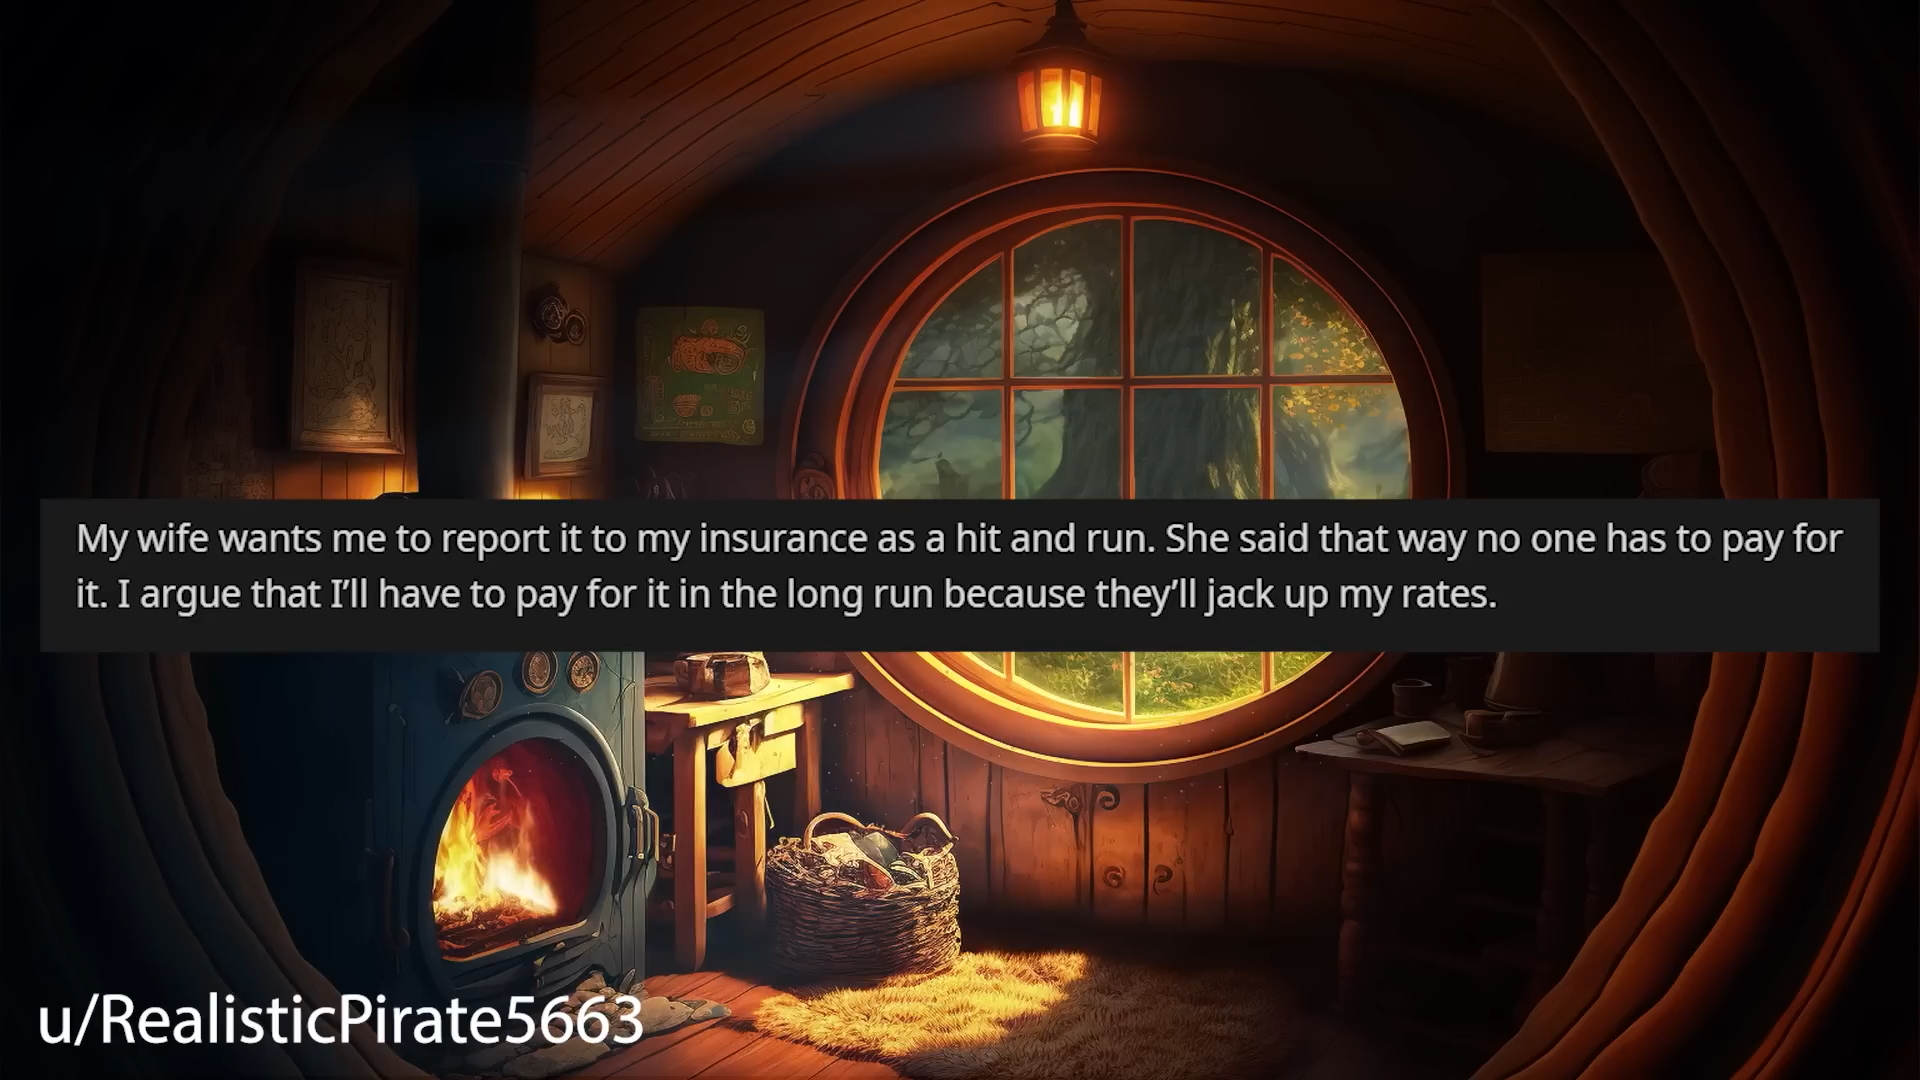 My wife wants me to report it to my insurance as a hit and run. She said that way no one has to pay for
it. I argue that I’ll have to pay for it in the long run because they’ll jack up my rates.
u/RealisticPirate5663